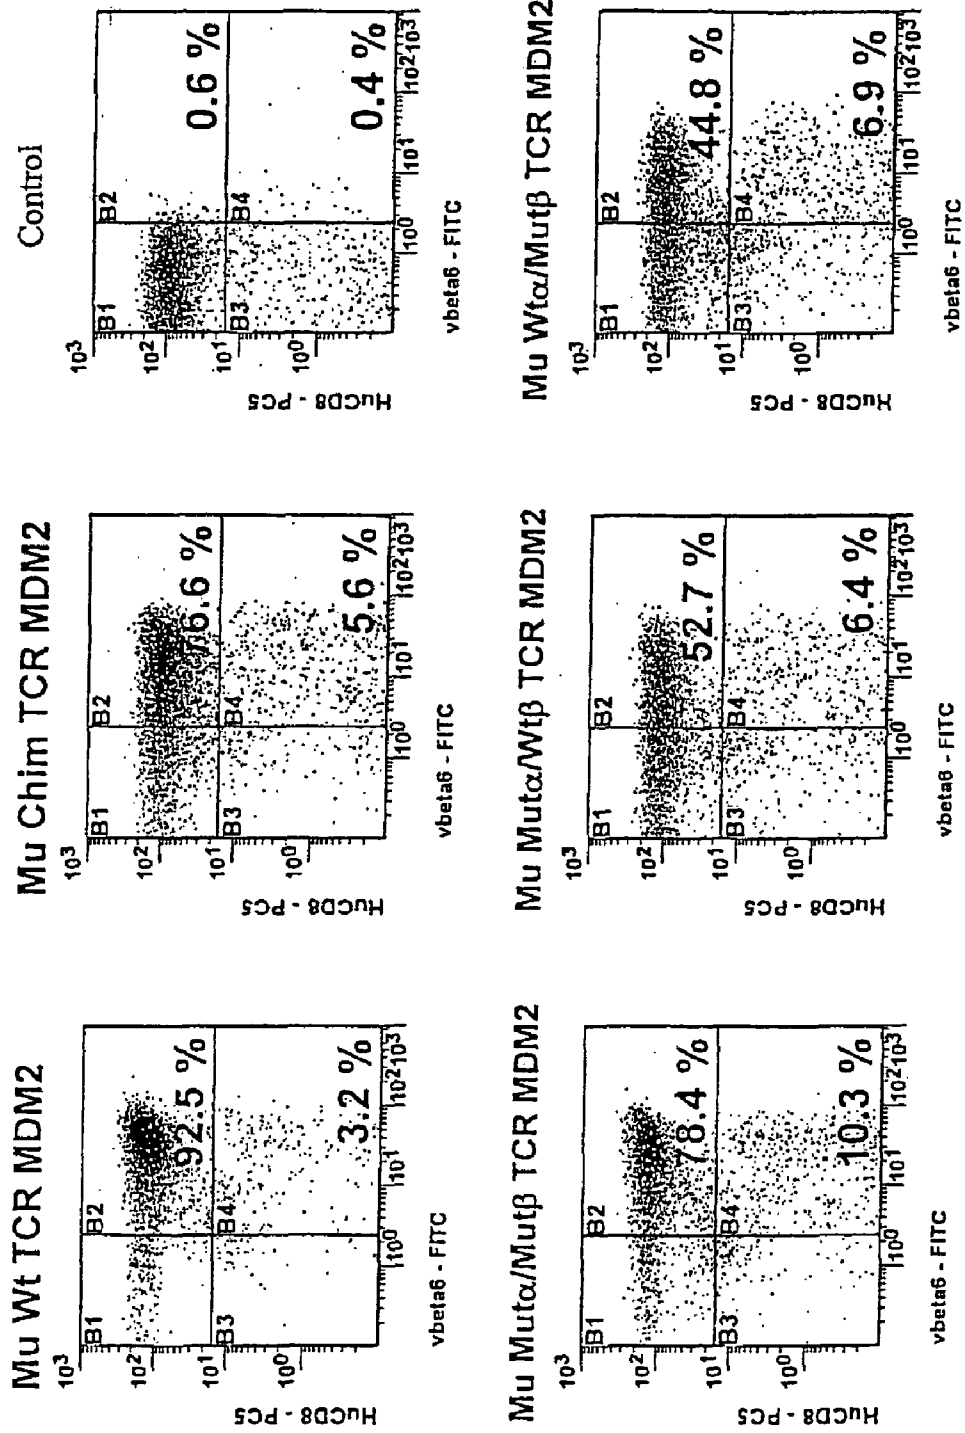 Mu Wt TCR MDM2
10³
10²
10¹
10⁰
HuCD8 - PC5
B1
B2
B3
B4
92.5 %
3.2 %
10⁰ 10¹ 10² 10³
vbeta6 - FITC
Mu Chim TCR MDM2
10³
10²
10¹
10⁰
HuCD8 - PC5
B1
B2
B3
B4
76.6 %
5.6 %
10⁰ 10¹ 10² 10³
vbeta6 - FITC
Control
10³
10²
10¹
10⁰
HuCD8 - PC5
B1
B2
B3
B4
0.6 %
0.4 %
10⁰ 10¹ 10² 10³
vbeta6 - FITC
Mu Mutα/Mutβ TCR MDM2
10³
10²
10¹
10⁰
HuCD8 - PC5
B1
B2
B3
B4
78.4 %
10.3 %
10⁰ 10¹ 10² 10³
vbeta6 - FITC
Mu Mutα/Wtβ TCR MDM2
10³
10²
10¹
10⁰
HuCD8 - PC5
B1
B2
B3
B4
52.7 %
6.4 %
10⁰ 10¹ 10² 10³
vbeta6 - FITC
Mu Wtα/Mutβ TCR MDM2
10³
10²
10¹
10⁰
HuCD8 - PC5
B1
B2
B3
B4
44.8 %
6.9 %
10⁰ 10¹ 10² 10³
vbeta6 - FITC